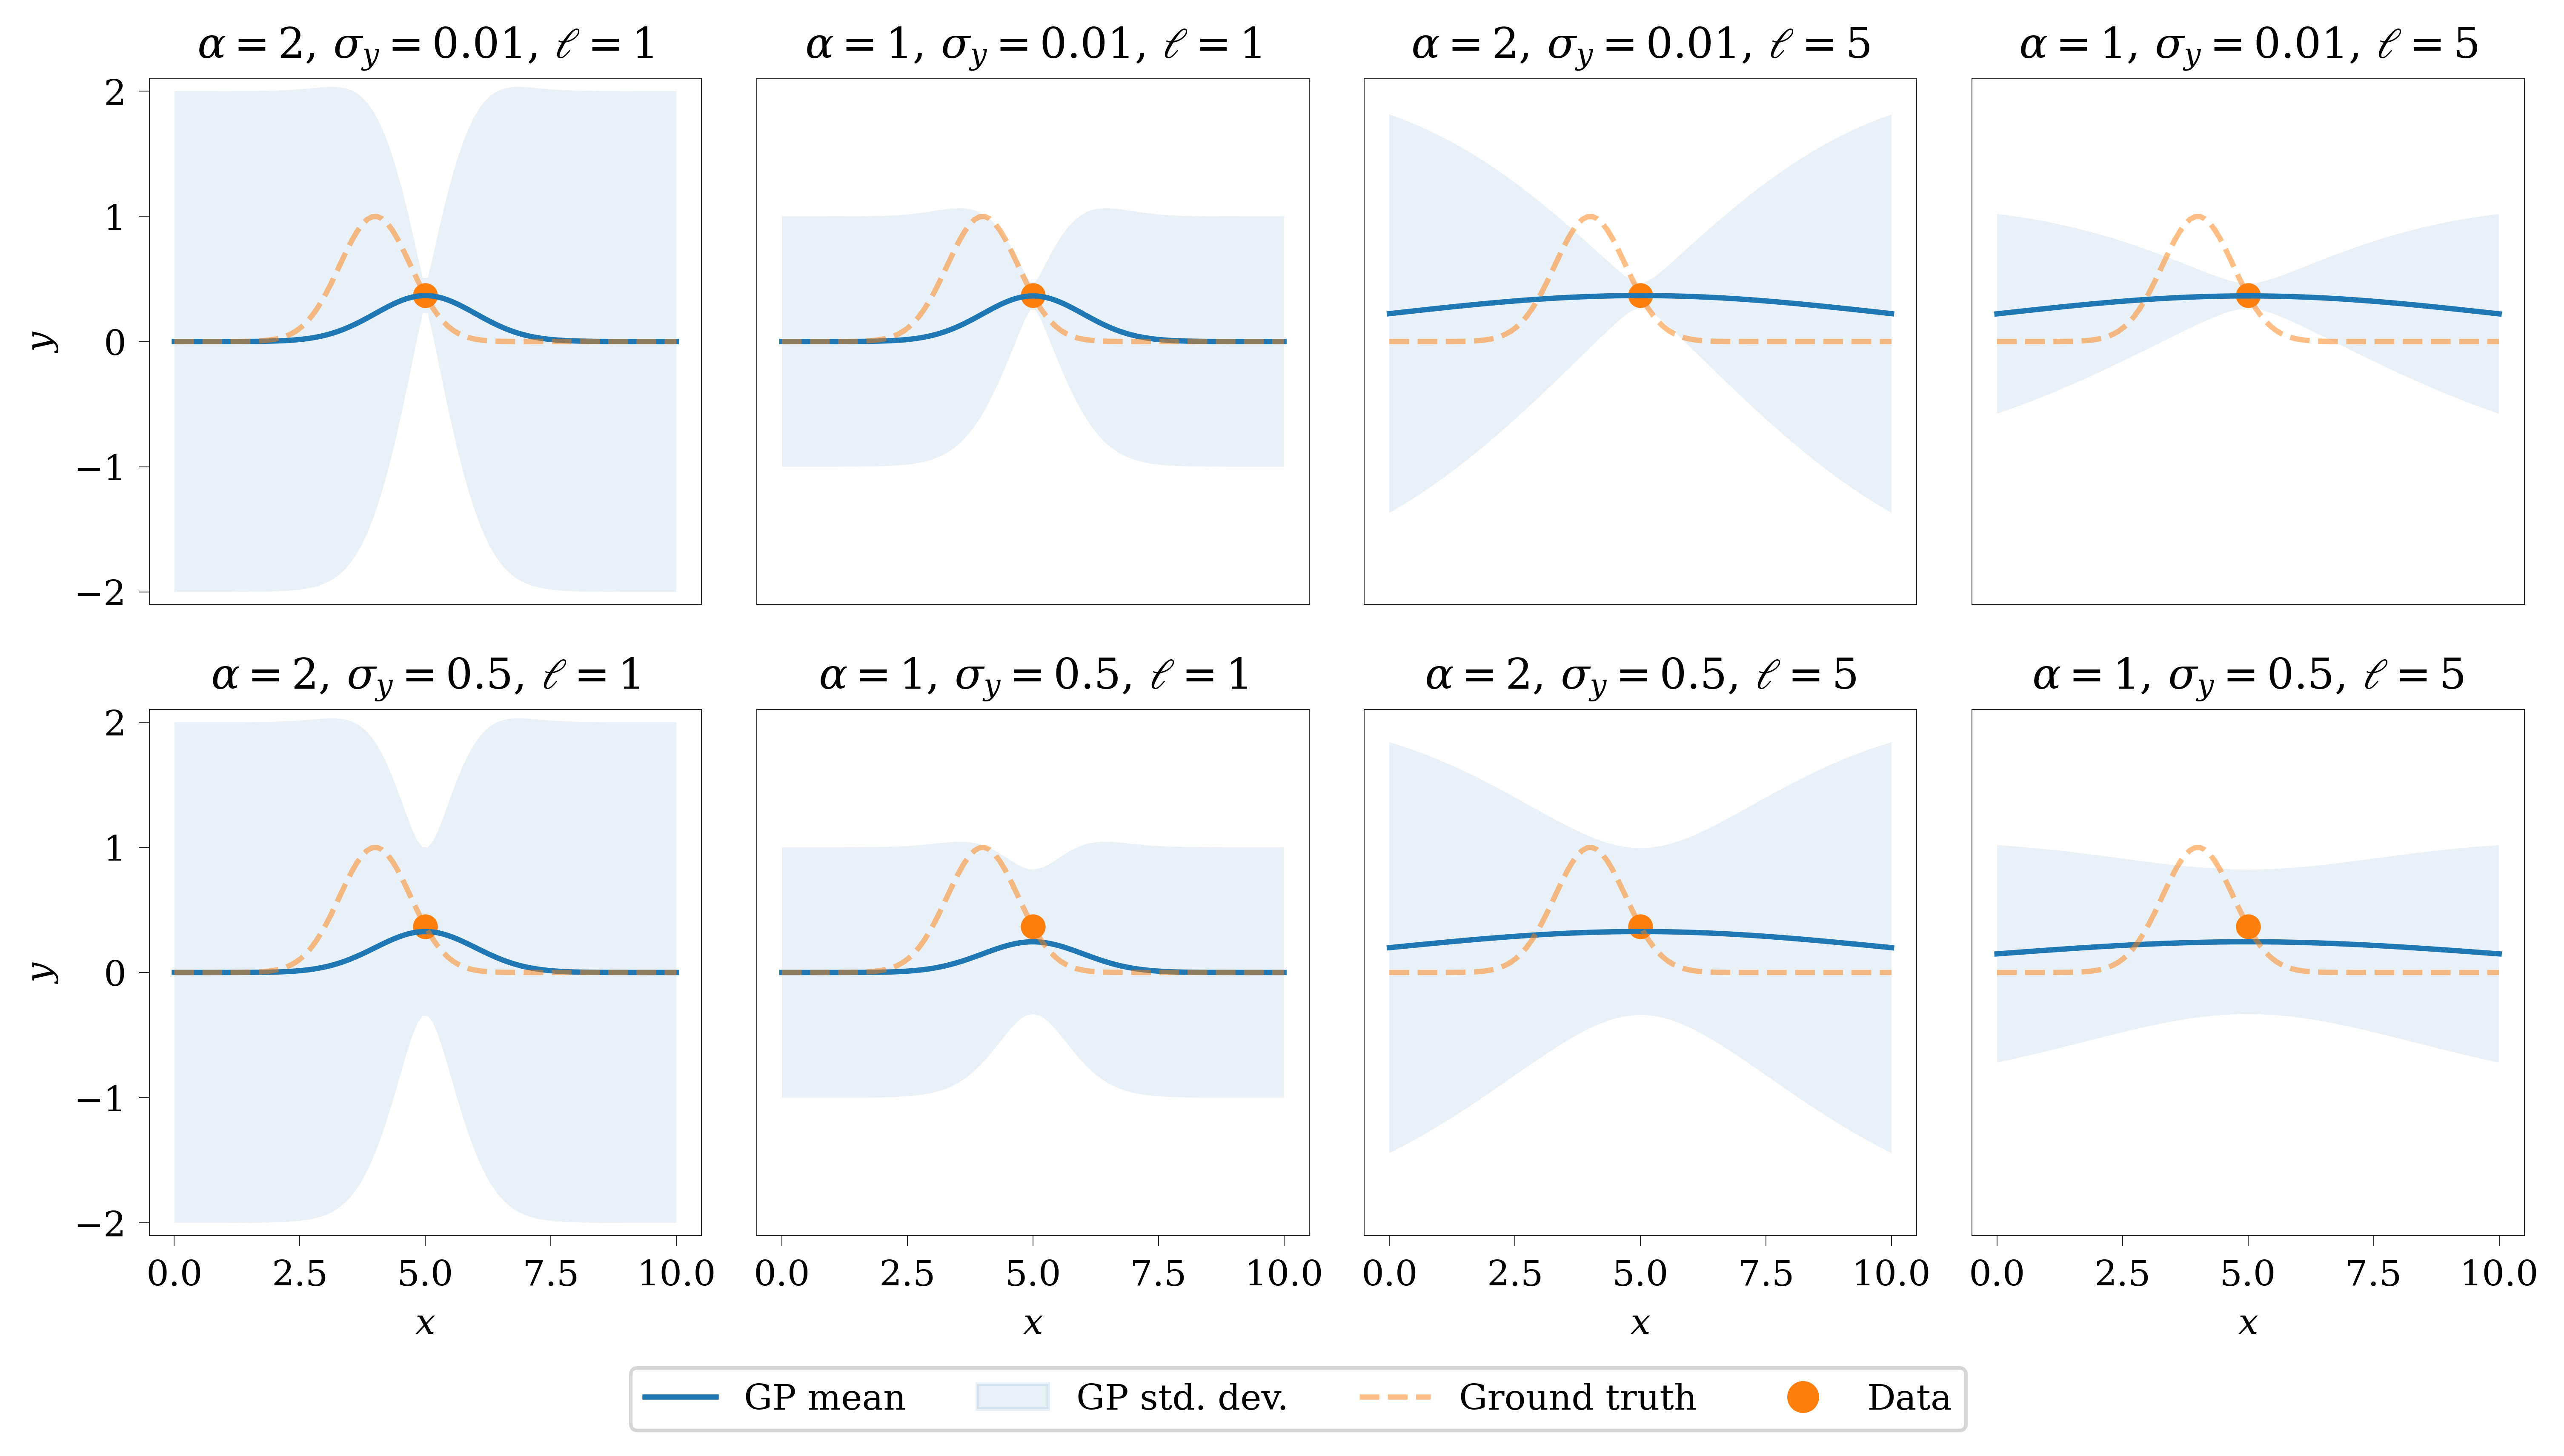 α = 2, σ_y = 0.01, ℓ = 1
α = 1, σ_y = 0.01, ℓ = 1
α = 2, σ_y = 0.01, ℓ = 5
α = 1, σ_y = 0.01, ℓ = 5
2
1
0
−1
−2
y
α = 2, σ_y = 0.5, ℓ = 1
α = 1, σ_y = 0.5, ℓ = 1
α = 2, σ_y = 0.5, ℓ = 5
α = 1, σ_y = 0.5, ℓ = 5
2
1
0
−1
−2
y
0.0 2.5 5.0 7.5 10.0
0.0 2.5 5.0 7.5 10.0
0.0 2.5 5.0 7.5 10.0
0.0 2.5 5.0 7.5 10.0
x
x
x
x
GP mean
GP std. dev.
Ground truth
Data